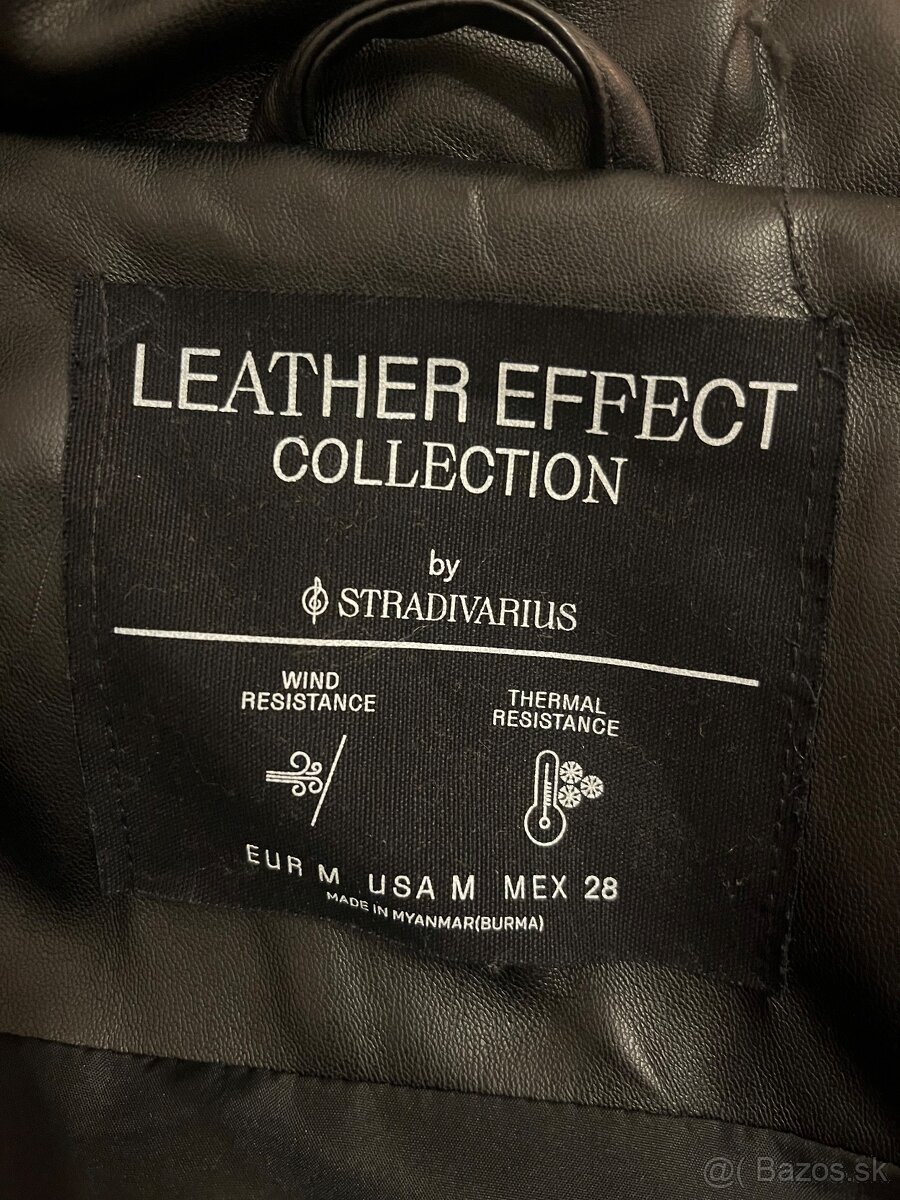 LEATHER EFFECT
COLLECTION
by
STRADIVARIUS
WIND
RESISTANCE
THERMAL
RESISTANCE
EUR M USA M MEX 28
MADE IN MYANMAR(BURMA)
@( Bazos.sk